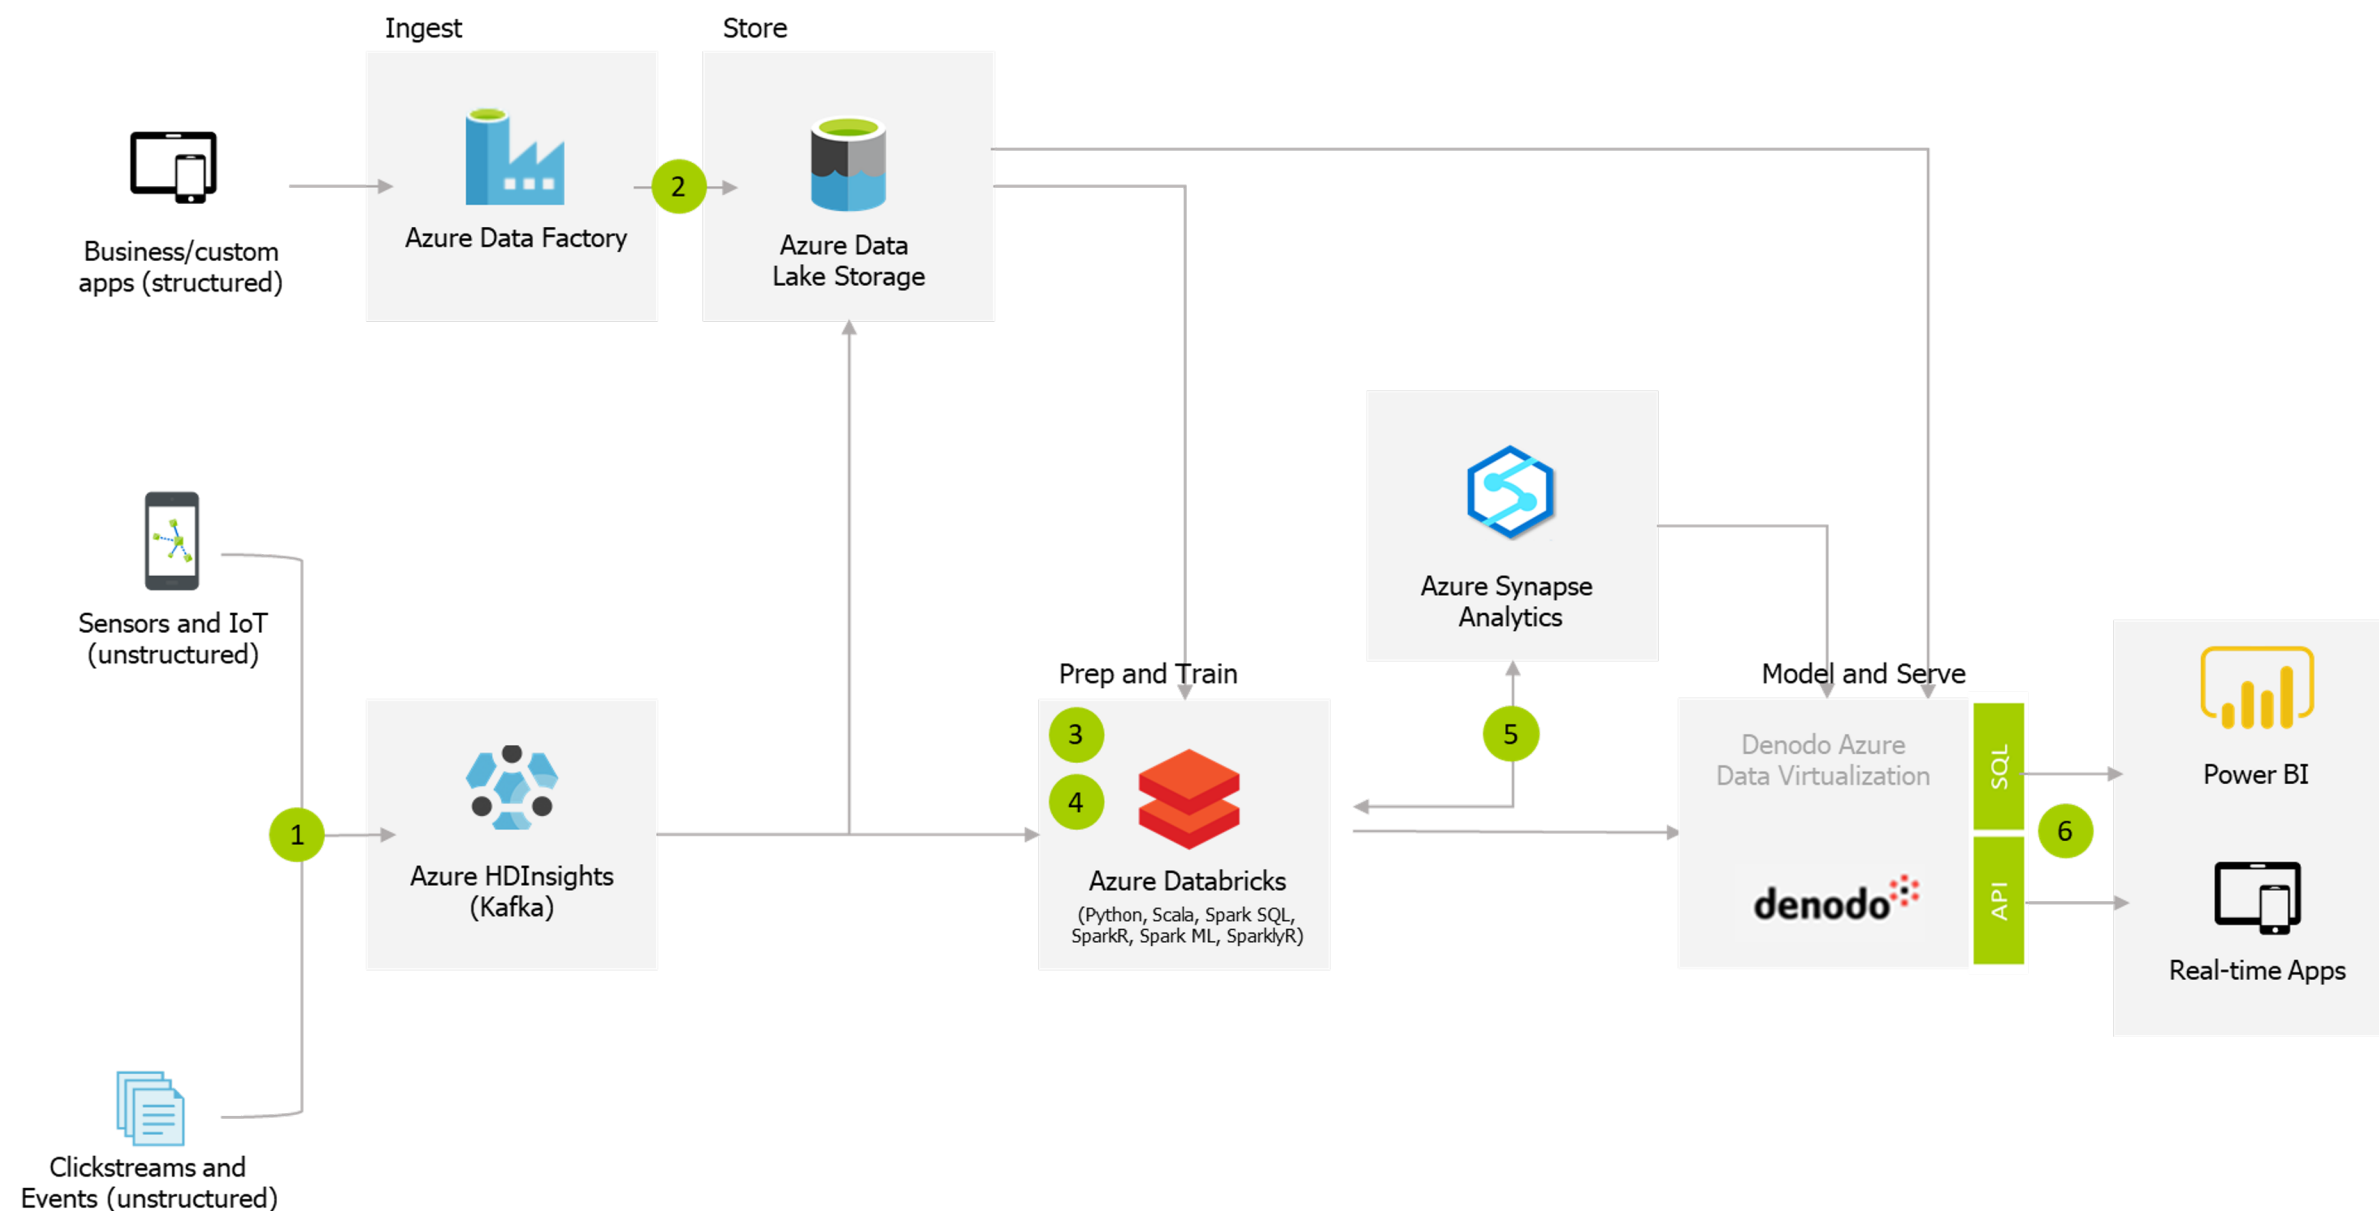 Ingest
Store
Azure Data Factory
2
Azure Data
Lake Storage
Business/custom
apps (structured)
Sensors and IoT
(unstructured)
1
Azure HDInsights
(Kafka)
Clickstreams and
Events (unstructured)
Prep and Train
3
4
Azure Databricks
(Python, Scala, Spark SQL,
SparkR, Spark ML, SparklyR)
Azure Synapse
Analytics
5
Model and Serve
Denodo Azure
Data Virtualization
denodo
SQL
API
6
Power BI
Real-time Apps